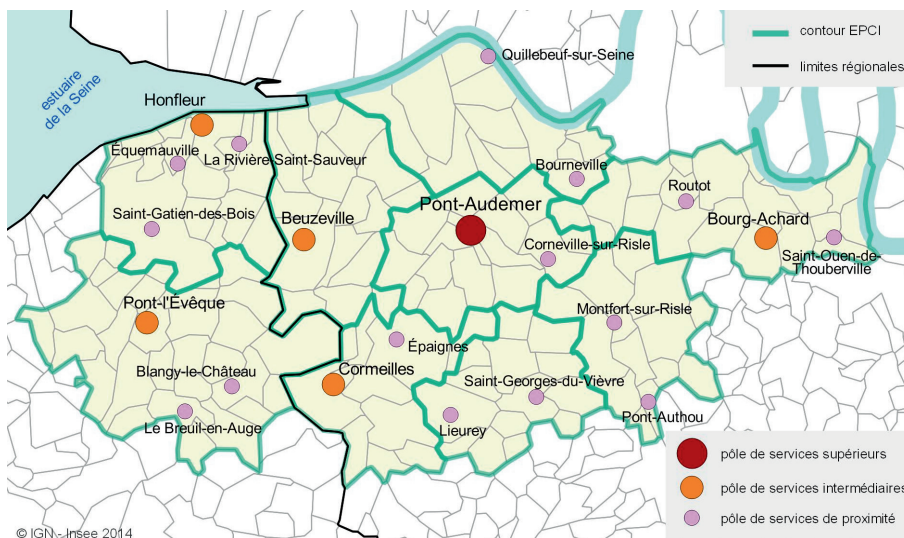 contour EPCI
limites régionales
Quillebeuf-sur-Seine
estuaire
de la Seine
Honfleur
Équemauville
La Rivière-Saint-Sauveur
Bourneville
Routot
Saint-Gatien-des-Bois
Beuzeville
Pont-Audemer
Bourg-Achard
Corneville-sur-Risle
Saint-Ouen-de-
Thouberville
Pont-l'Évêque
Montfort-sur-Risle
Épaignes
Blangy-le-Château
Cormeilles
Saint-Georges-du-Vièvre
Le Breuil-en-Auge
Lieurey
Pont-Authou
pôle de services supérieurs
pôle de services intermédiaires
pôle de services de proximité
© IGN - Insee 2014